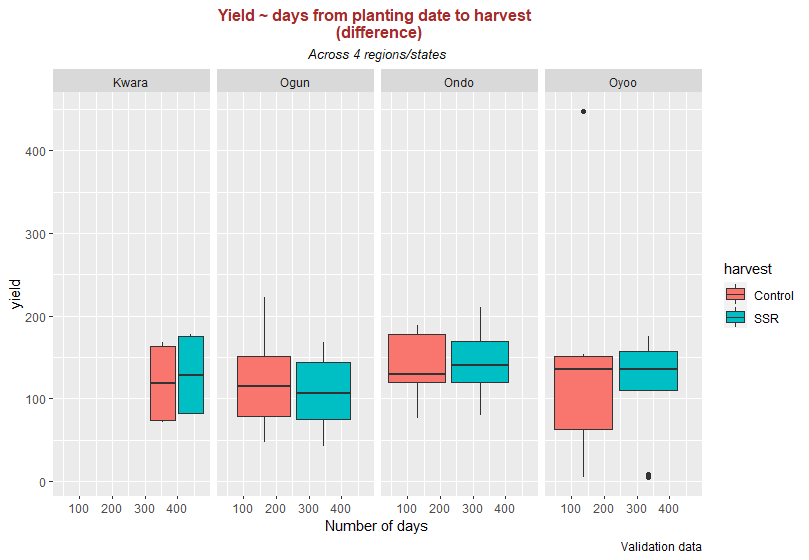 Yield ~ days from planting date to harvest
(difference)
Across 4 regions/states
Kwara
Ogun
Ondo
Oyoo
yield
400
300
200
100
0
100 200 300 400
100 200 300 400
100 200 300 400
100 200 300 400
Number of days
harvest
Control
SSR
Validation data